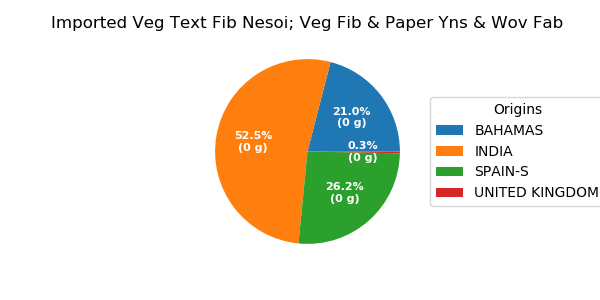 Imported Veg Text Fib Nesoi; Veg Fib & Paper Yns & Wov Fab
21.0%
(0 g)
52.5%
(0 g)
0.3%
(0 g)
26.2%
(0 g)
Origins
BAHAMAS
INDIA
SPAIN-S
UNITED KINGDOM